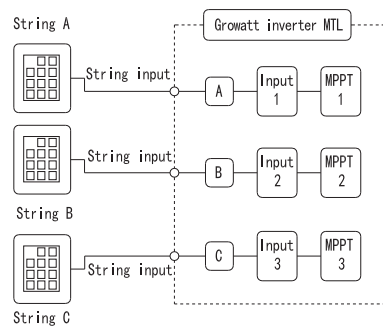 String A
Growatt inverter MTL
String input
A
Input
1
MPPT
1
String input
B
Input
2
MPPT
2
String B
String input
C
Input
3
MPPT
3
String C